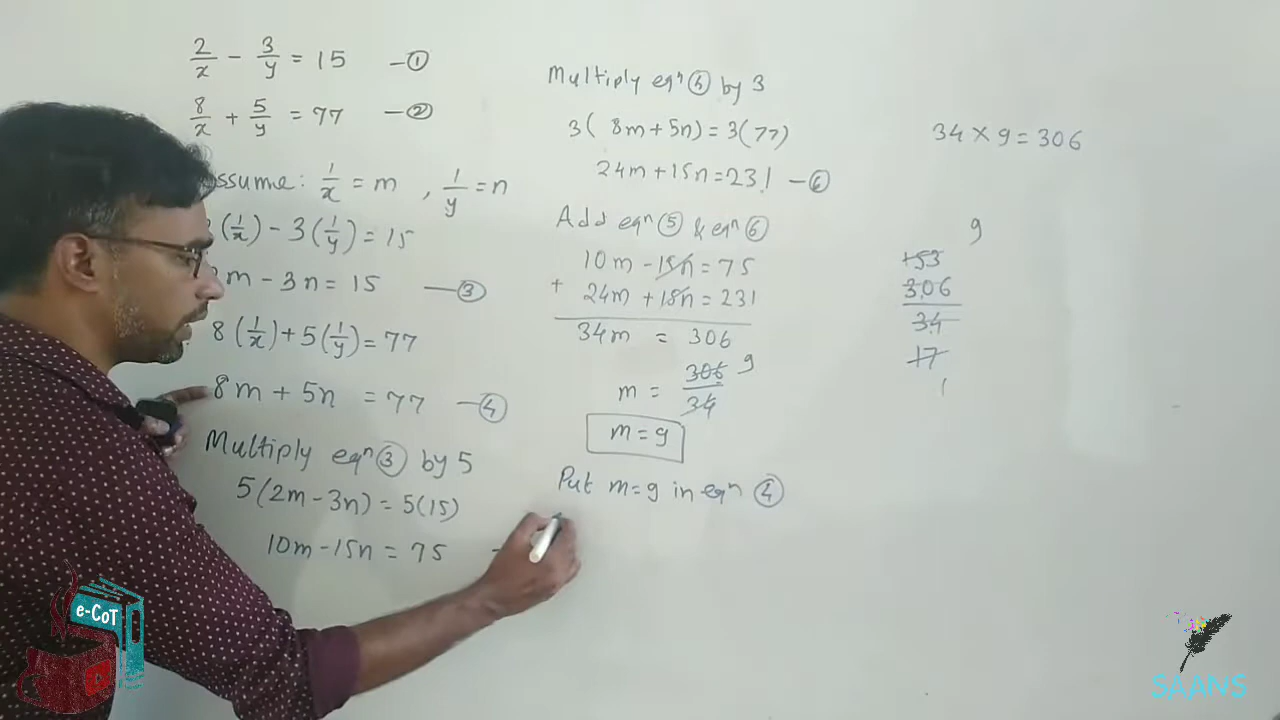 2/x - 3/y = 15 —①
8/x + 5/y = 77 —②
ssume: 1/x = m , 1/y = n
(1/x) - 3(1/y) = 15
m - 3n = 15 —③
8(1/x) + 5(1/y) = 77
8m + 5n = 77 —④
Multiply eqⁿ ③ by 5
5(2m - 3n) = 5(15)
10m - 15n = 75
Multiply eqⁿ ④ by 3
3( 8m + 5n) = 3(77)
24m + 15n = 231 —⑥
Add eqⁿ ⑤ & eqⁿ ⑥
10m - 15n = 75
+ 24m + 15n = 231
34m = 306
m = 306/34 9
m = 9
Put m = 9 in eqⁿ ④
34 × 9 = 306
9
153
306
34
17
1
e-CoT
SAANS